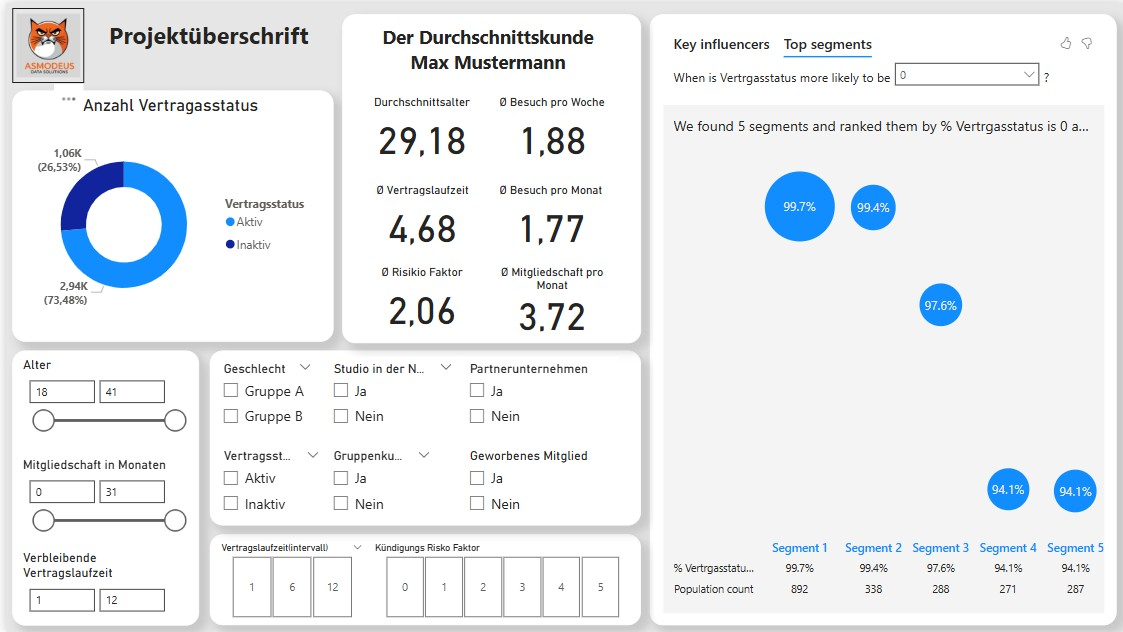 ASMODEUS
DATA SOLUTIONS
Projektüberschrift
Anzahl Vertragasstatus
1,06K
(26,53%)
2,94K
(73,48%)
Vertragsstatus
Aktiv
Inaktiv
Der Durchschnittskunde
Max Mustermann
Durchschnittsalter
Ø Besuch pro Woche
29,18
1,88
Ø Vertragslaufzeit
Ø Besuch pro Monat
4,68
1,77
Ø Risikio Faktor
Ø Mitgliedschaft pro
Monat
2,06
3,72
Key influencers
Top segments
When is Vertrgasstatus more likely to be
0
?
We found 5 segments and ranked them by % Vertrgasstatus is 0 a...
99.7%
99.4%
97.6%
94.1%
94.1%
Segment 1 Segment 2 Segment 3 Segment 4 Segment 5
% Vertrgasstatu... 99.7% 99.4% 97.6% 94.1% 94.1%
Population count 892 338 288 271 287
Alter
18 41
Mitgliedschaft in Monaten
0 31
Verbleibende
Vertragslaufzeit
1 12
Geschlecht
Gruppe A
Gruppe B
Studio in der N...
Ja
Nein
Partnerunternehmen
Ja
Nein
Vertragsst...
Aktiv
Inaktiv
Gruppenku...
Ja
Nein
Geworbenes Mitglied
Ja
Nein
Vertragslaufzeit(intervall)
1 6 12
Kündigungs Risko Faktor
0 1 2 3 4 5